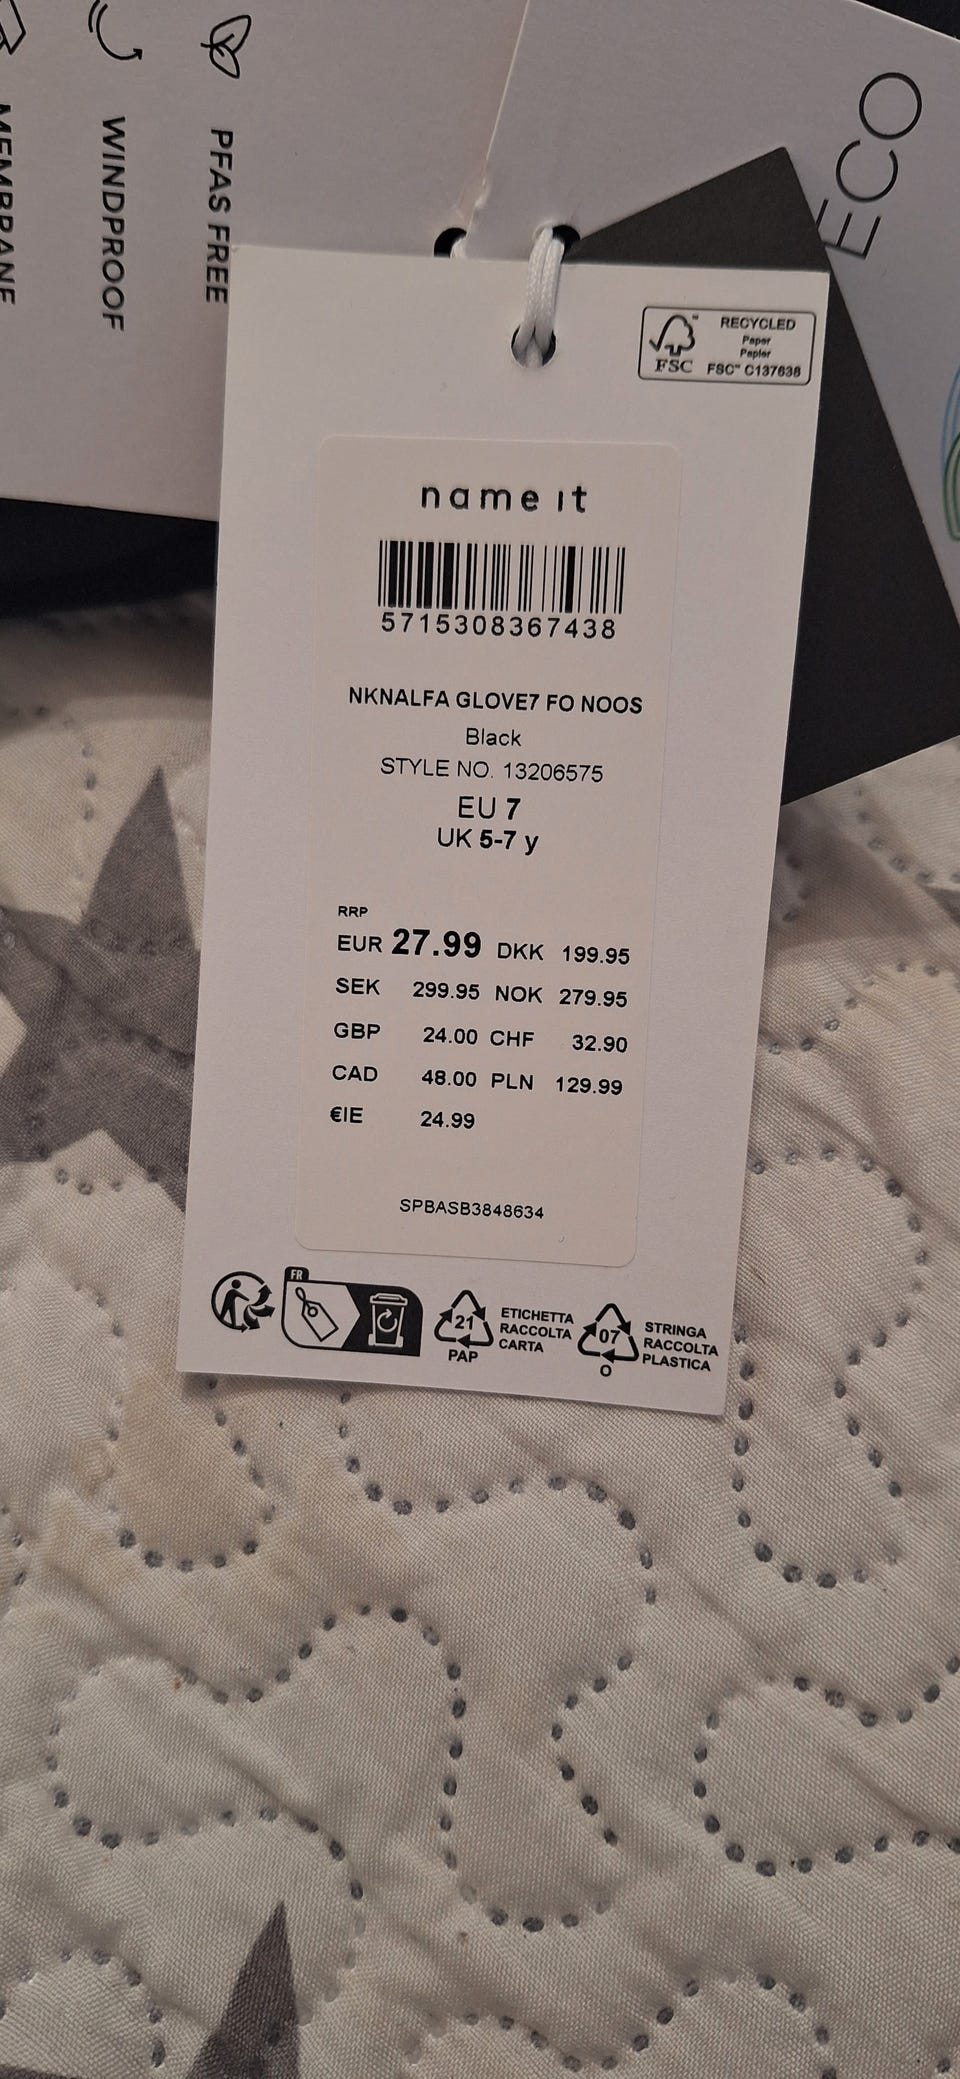 MEMBRANE
WINDPROOF
PFAS FREE
ECO
FSC™
RECYCLED
Paper
Papier
FSC™ C137638
name it
5715308367438
NKNALFA GLOVE7 FO NOOS
Black
STYLE NO. 13206575
EU 7
UK 5-7 y
RRP
EUR 27.99 DKK 199.95
SEK 299.95 NOK 279.95
GBP 24.00 CHF 32.90
CAD 48.00 PLN 129.99
€IE 24.99
SPBASB3848634
FR
21
PAP
ETICHETTA
RACCOLTA
CARTA
07
O
STRINGA
RACCOLTA
PLASTICA